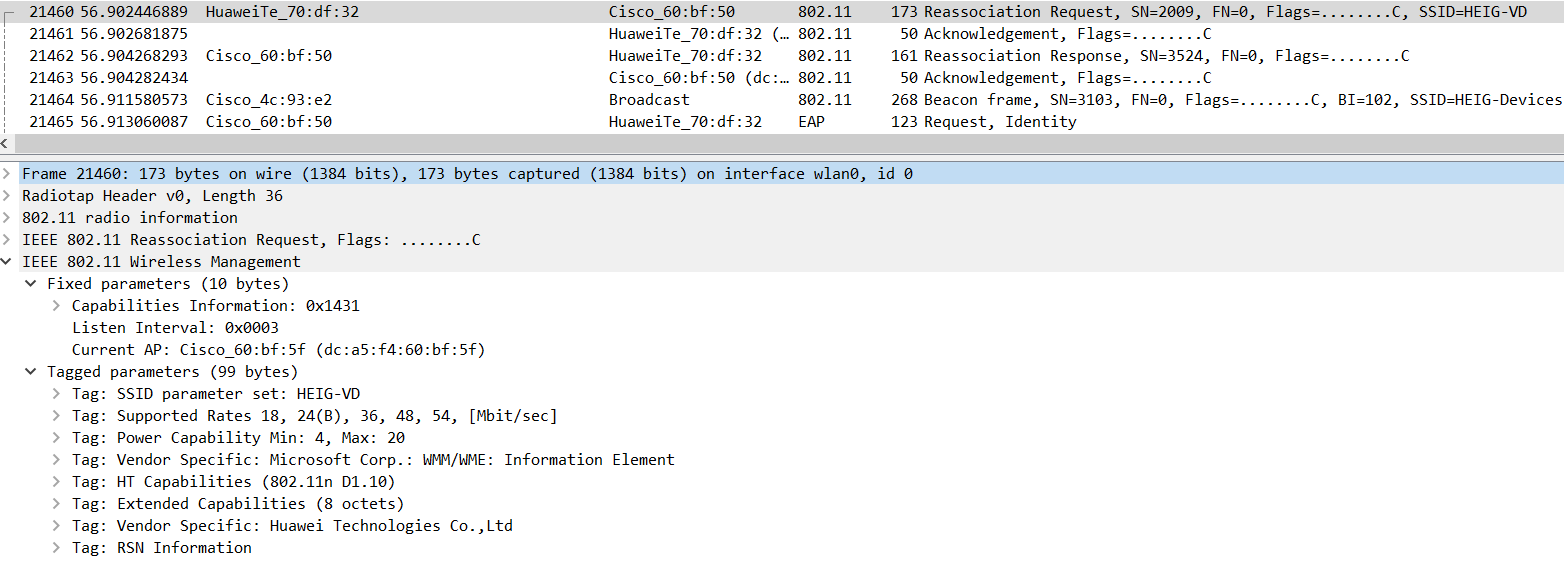 21460 56.902446889 HuaweiTe_70:df:32 Cisco_60:bf:50 802.11 173 Reassociation Request, SN=2009, FN=0, Flags=........C, SSID=HEIG-VD
21461 56.902681875 HuaweiTe_70:df:32 (… 802.11 50 Acknowledgement, Flags=........C
21462 56.904268293 Cisco_60:bf:50 HuaweiTe_70:df:32 802.11 161 Reassociation Response, SN=3524, FN=0, Flags=........C
21463 56.904282434 Cisco_60:bf:50 (dc:… 802.11 50 Acknowledgement, Flags=........C
21464 56.911580573 Cisco_4c:93:e2 Broadcast 802.11 268 Beacon frame, SN=3103, FN=0, Flags=........C, BI=102, SSID=HEIG-Devices
21465 56.913060087 Cisco_60:bf:50 HuaweiTe_70:df:32 EAP 123 Request, Identity
Frame 21460: 173 bytes on wire (1384 bits), 173 bytes captured (1384 bits) on interface wlan0, id 0
Radiotap Header v0, Length 36
802.11 radio information
IEEE 802.11 Reassociation Request, Flags: ........C
IEEE 802.11 Wireless Management
Fixed parameters (10 bytes)
Capabilities Information: 0x1431
Listen Interval: 0x0003
Current AP: Cisco_60:bf:5f (dc:a5:f4:60:bf:5f)
Tagged parameters (99 bytes)
Tag: SSID parameter set: HEIG-VD
Tag: Supported Rates 18, 24(B), 36, 48, 54, [Mbit/sec]
Tag: Power Capability Min: 4, Max: 20
Tag: Vendor Specific: Microsoft Corp.: WMM/WME: Information Element
Tag: HT Capabilities (802.11n D1.10)
Tag: Extended Capabilities (8 octets)
Tag: Vendor Specific: Huawei Technologies Co.,Ltd
Tag: RSN Information